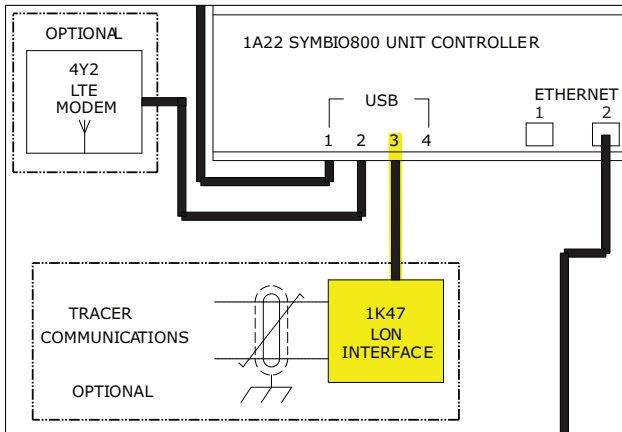 OPTIONAL
4Y2
LTE
MODEM
1A22 SYMBIO800 UNIT CONTROLLER
USB
1 2 3 4
ETHERNET
1 2
TRACER
COMMUNICATIONS
OPTIONAL
1K47
LON
INTERFACE